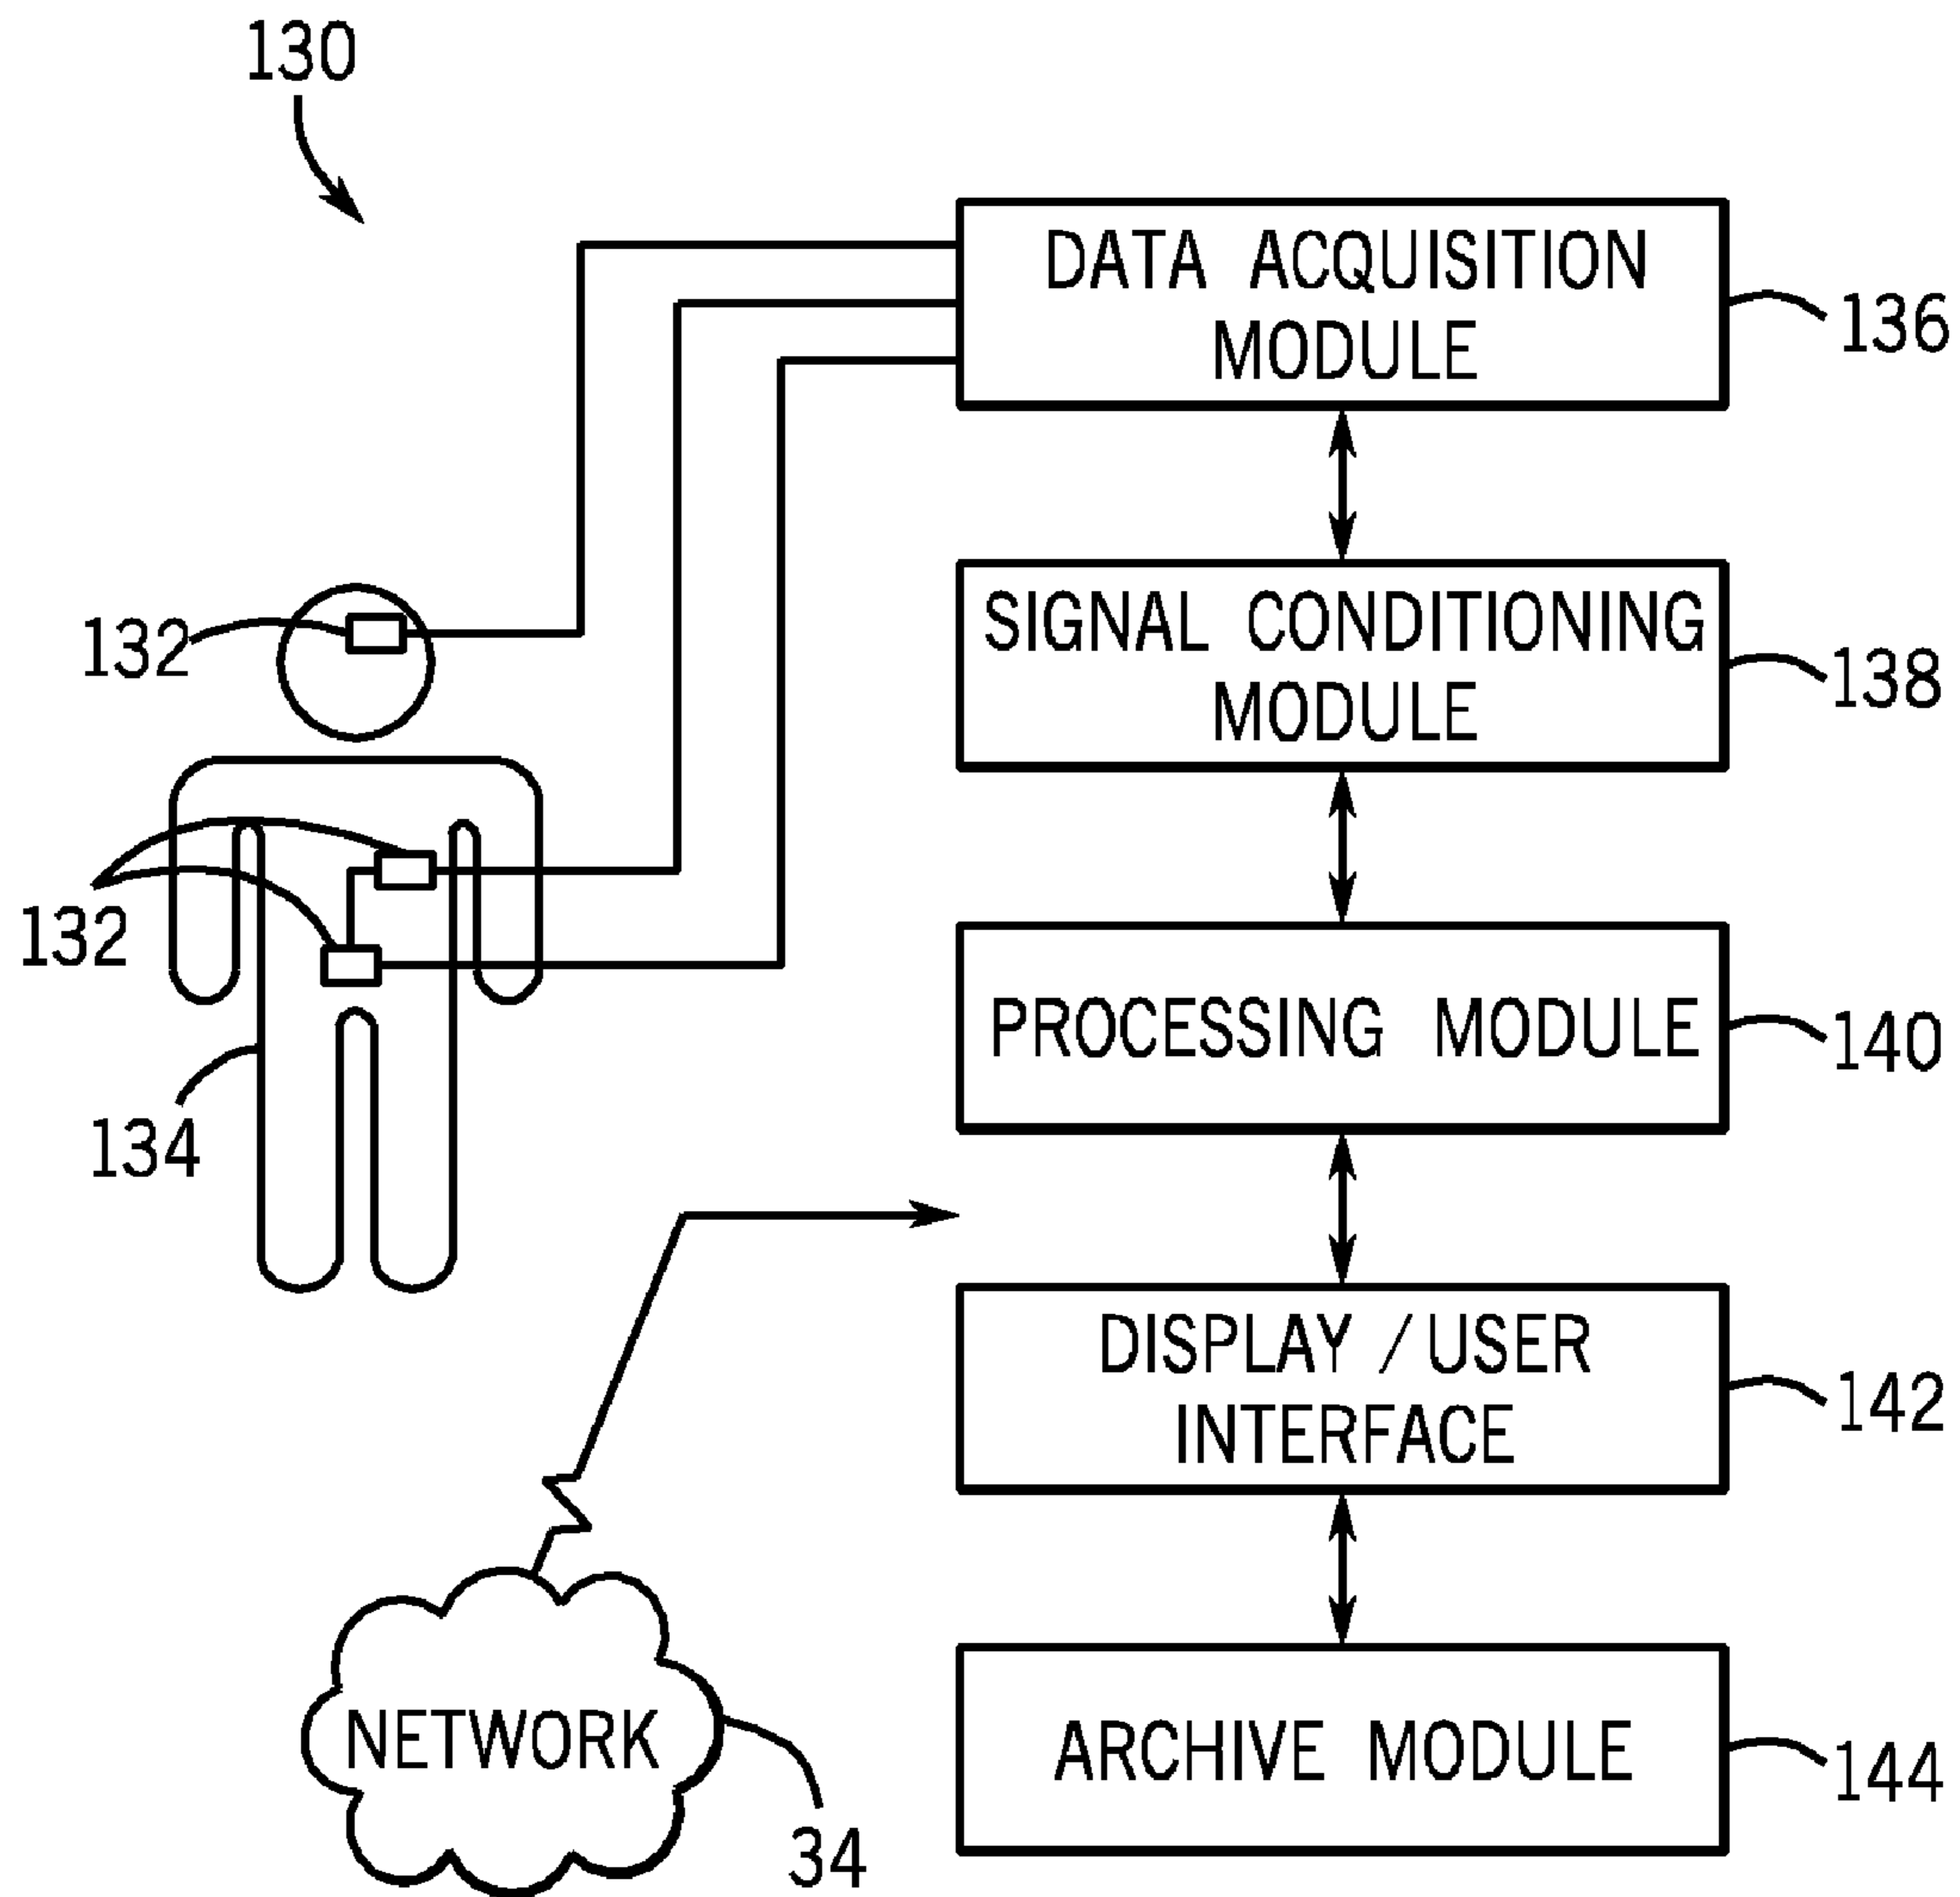 130
DATA ACQUISITION
MODULE
136
132
SIGNAL CONDITIONING
MODULE
138
132
PROCESSING MODULE
140
134
DISPLAY / USER
INTERFACE
142
NETWORK
34
ARCHIVE MODULE
144